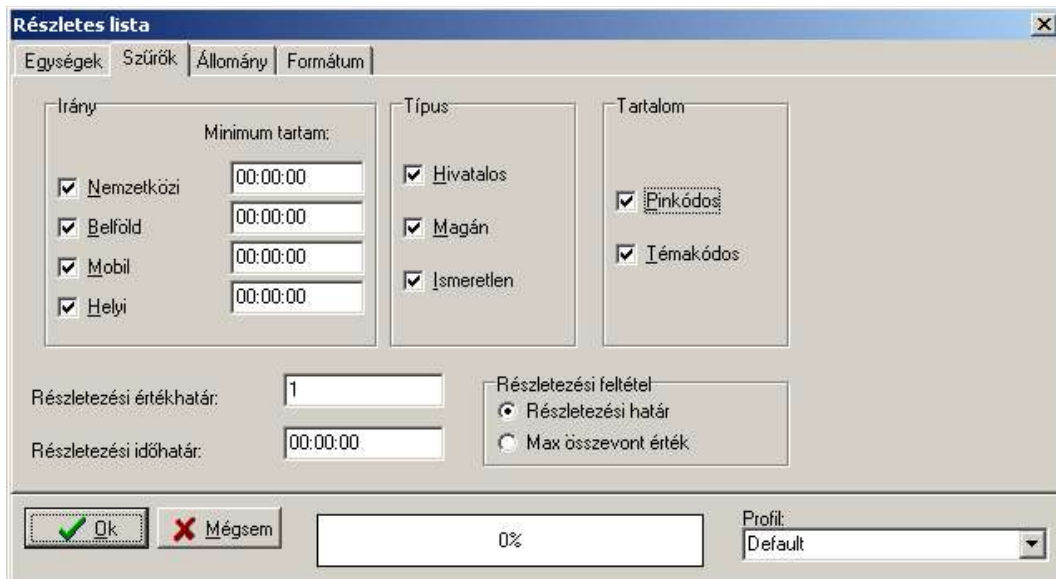 Részletes lista
Egységek Szűrők Állomány Formátum
Irány
Minimum tartam:
Nemzetközi 00:00:00
Belföld 00:00:00
Mobil 00:00:00
Helyi 00:00:00
Típus
Hivatalos
Magán
Ismeretlen
Tartalom
Pinkódos
Témakódos
Részletezési értékhatár: 1
Részletezési időhatár: 00:00:00
Részletezési feltétel
Részletezési határ
Max összevont érték
Ok Mégsem 0%
Profil:
Default